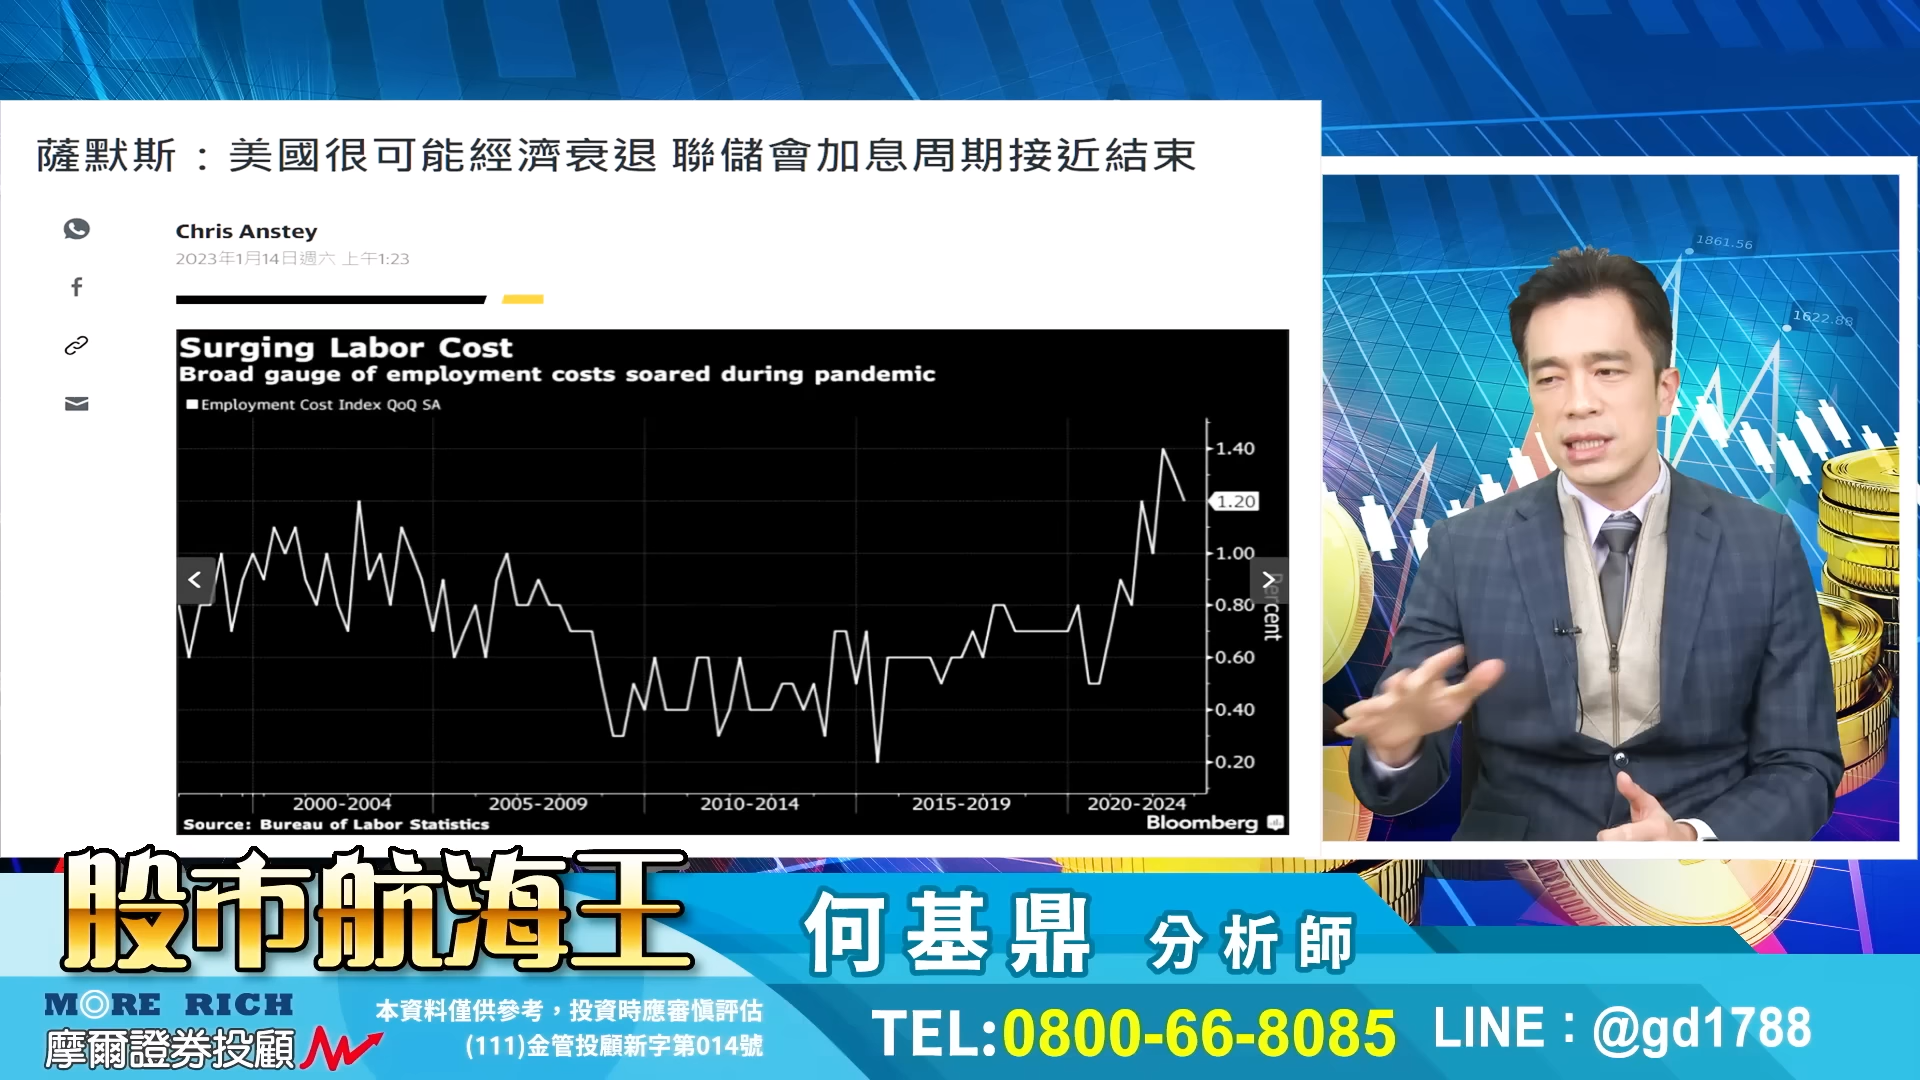 薩默斯：美國很可能經濟衰退 聯儲會加息周期接近結束
Chris Anstey
2023年1月14日週六 上午1:23
Surging Labor Cost
Broad gauge of employment costs soared during pandemic
Employment Cost Index QoQ SA
1.40
1.20
1.00
0.80
0.60
0.40
0.20
Percent
2000-2004
2005-2009
2010-2014
2015-2019
2020-2024
Source: Bureau of Labor Statistics
Bloomberg
1861.56
1622.88
股市航海王
何基鼎 分析師
MORE RICH
摩爾證券投顧
本資料僅供參考，投資時應審慎評估
(111)金管投顧新字第014號
TEL:0800-66-8085
LINE：@gd1788